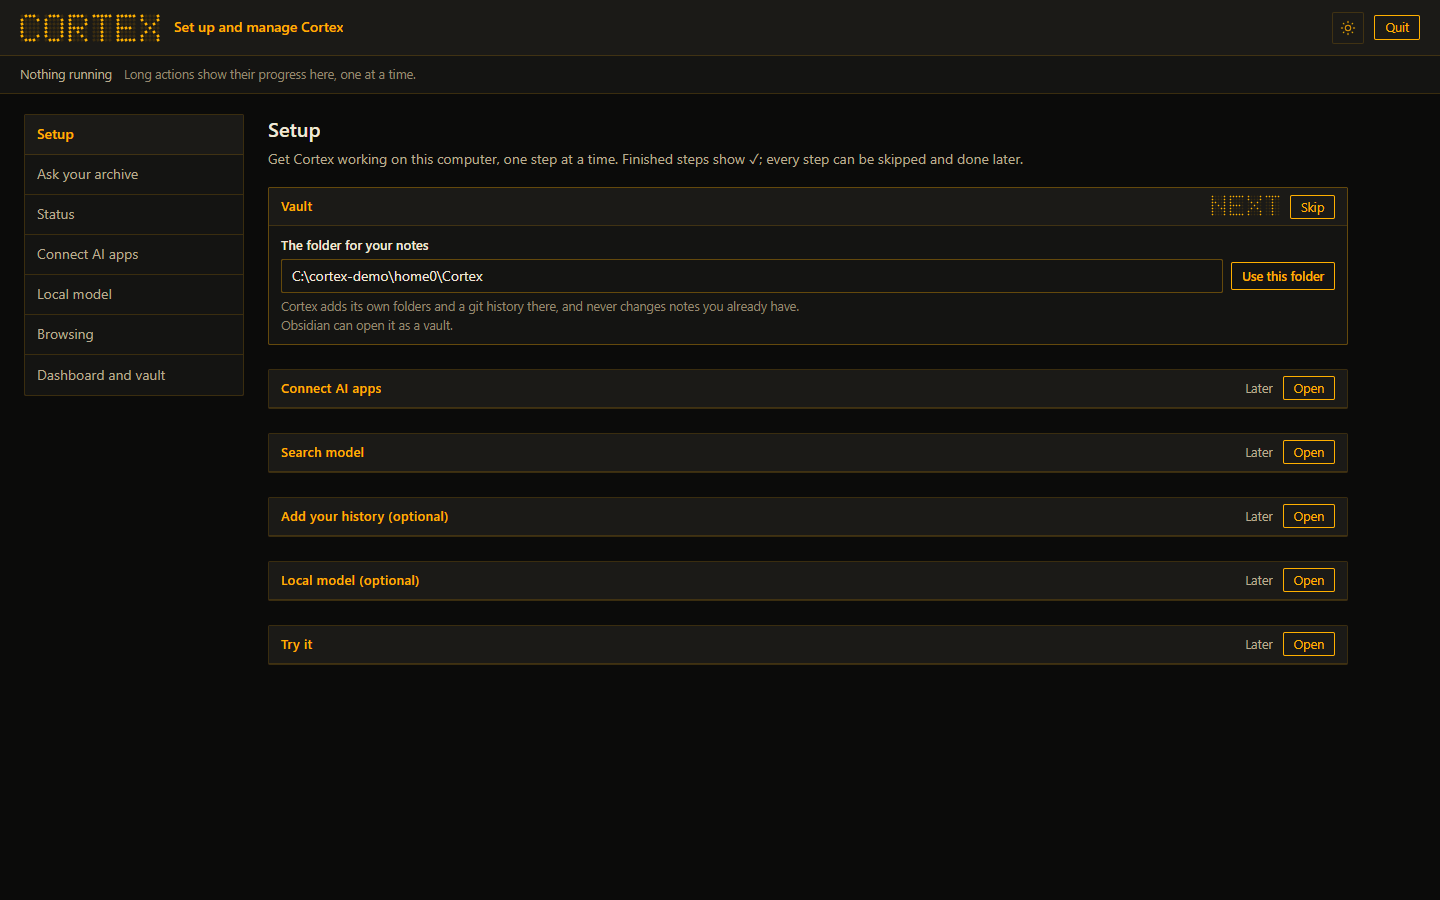 CORTEX Set up and manage Cortex Quit
Nothing running Long actions show their progress here, one at a time.
Setup
Ask your archive
Status
Connect AI apps
Local model
Browsing
Dashboard and vault
Setup
Get Cortex working on this computer, one step at a time. Finished steps show ✓; every step can be skipped and done later.
Vault NEXT Skip
The folder for your notes
C:\cortex-demo\home0\Cortex Use this folder
Cortex adds its own folders and a git history there, and never changes notes you already have.
Obsidian can open it as a vault.
Connect AI apps Later Open
Search model Later Open
Add your history (optional) Later Open
Local model (optional) Later Open
Try it Later Open